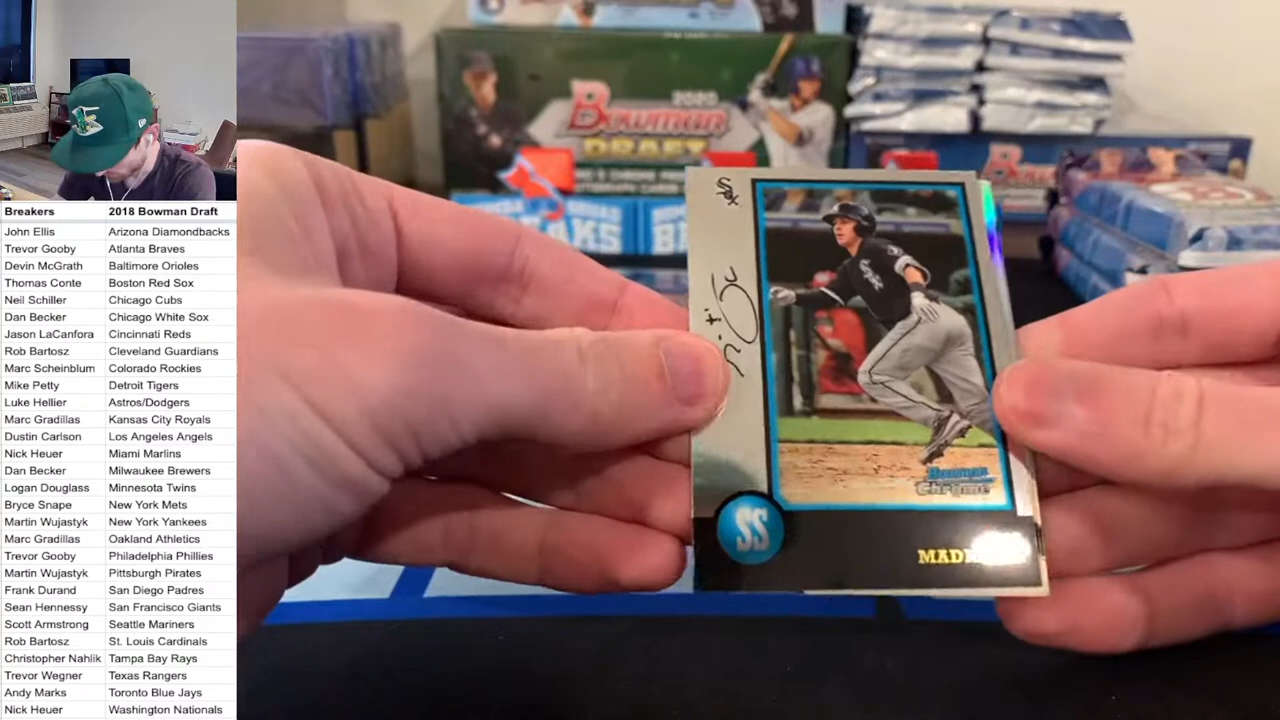 Breakers 2018 Bowman Draft
John Ellis Arizona Diamondbacks
Trevor Gooby Atlanta Braves
Devin McGrath Baltimore Orioles
Thomas Conte Boston Red Sox
Neil Schiller Chicago Cubs
Dan Becker Chicago White Sox
Jason LaCanfora Cincinnati Reds
Rob Bartosz Cleveland Guardians
Marc Scheinblum Colorado Rockies
Mike Petty Detroit Tigers
Luke Hellier Astros/Dodgers
Marc Gradillas Kansas City Royals
Dustin Carlson Los Angeles Angels
Nick Heuer Miami Marlins
Dan Becker Milwaukee Brewers
Logan Douglass Minnesota Twins
Bryce Snape New York Mets
Martin Wujastyk New York Yankees
Marc Gradillas Oakland Athletics
Trevor Gooby Philadelphia Phillies
Martin Wujastyk Pittsburgh Pirates
Frank Durand San Diego Padres
Sean Hennessy San Francisco Giants
Scott Armstrong Seattle Mariners
Rob Bartosz St. Louis Cardinals
Christopher Nahlik Tampa Bay Rays
Trevor Wegner Texas Rangers
Andy Marks Toronto Blue Jays
Nick Heuer Washington Nationals
2020
Bowman
DRAFT
Bowman
Sox
Sox
Bowman
Chrome
SS